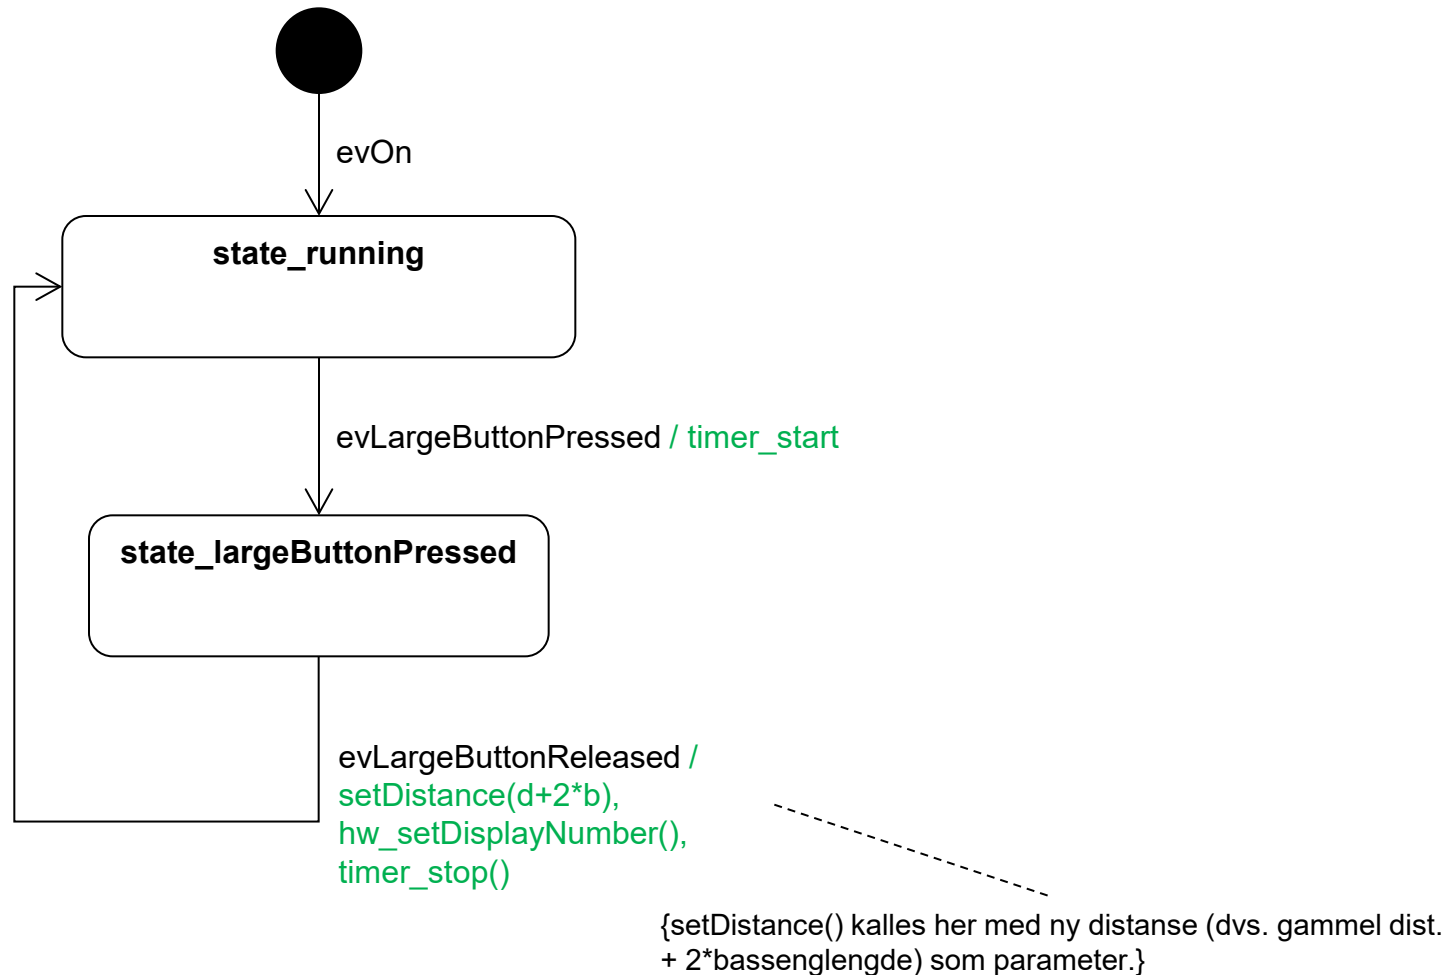 evOn
state_running
evLargeButtonPressed / timer_start
state_largeButtonPressed
evLargeButtonReleased /
setDistance(d+2*b),
hw_setDisplayNumber(),
timer_stop()
{setDistance() kalles her med ny distanse (dvs. gammel dist.
+ 2*bassenglengde) som parameter.}